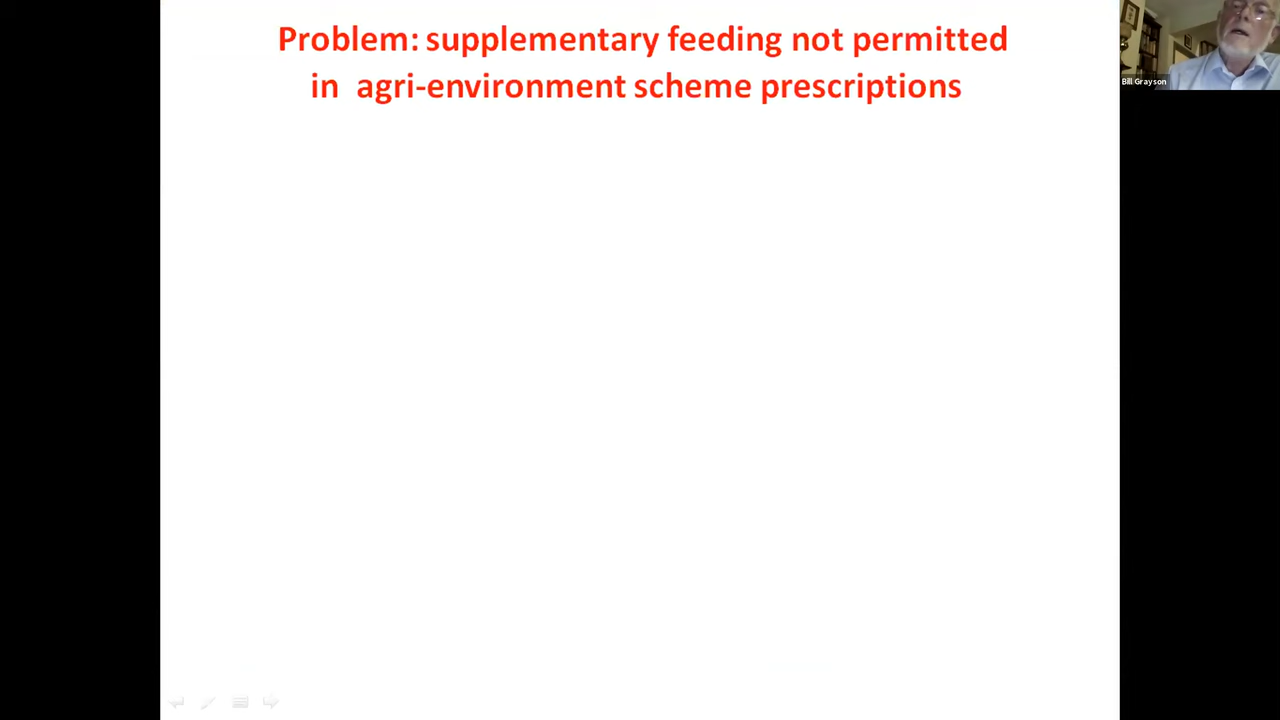 Problem: supplementary feeding not permitted
in agri-environment scheme prescriptions
Bill Grayson